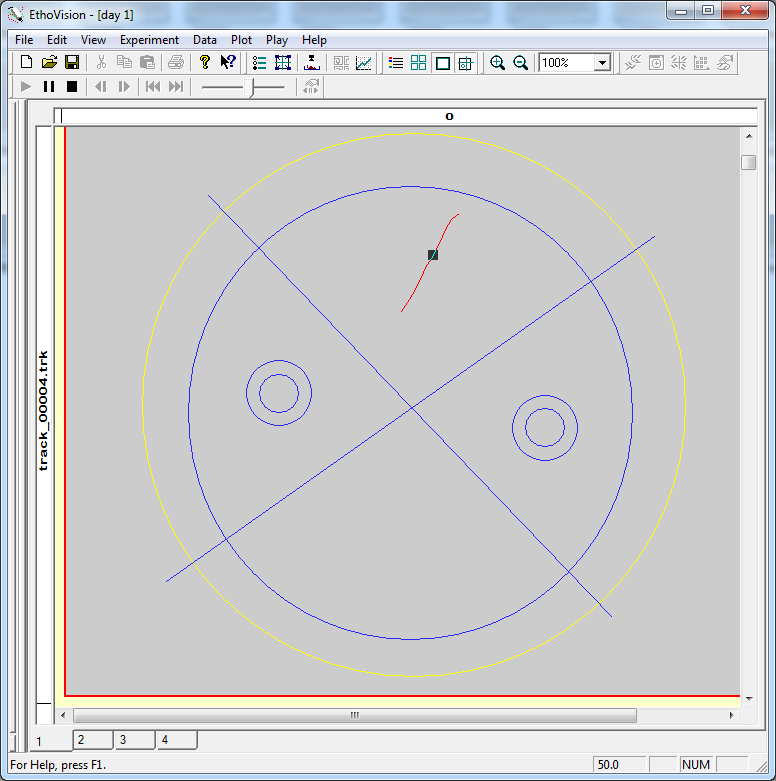 EthoVision - [day 1]
File Edit View Experiment Data Plot Play Help
100%
o
track_00004.trk
1 2 3 4
For Help, press F1.
50.0 NUM